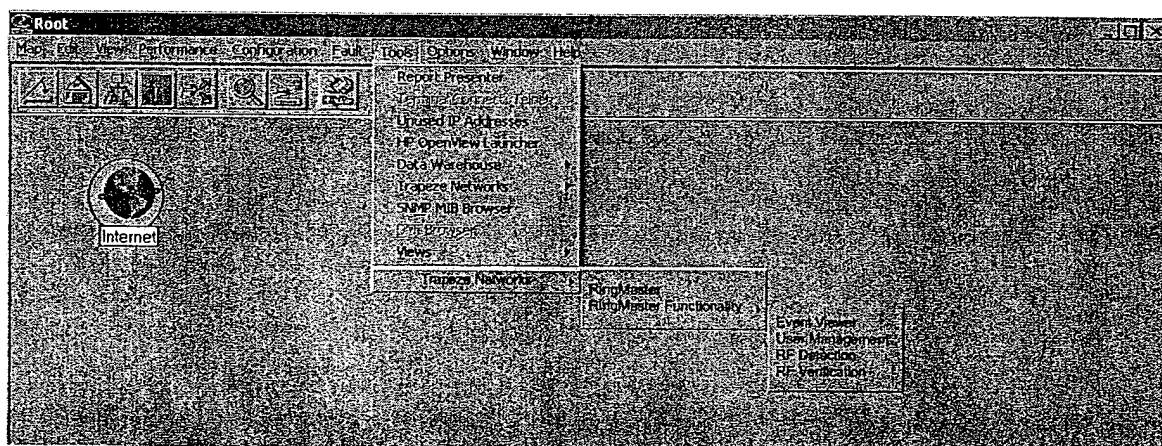 Root
Map Edit View Performance Configuration Fault Tools Options Window Help
Report Presenter
Unused IP Addresses
HP OpenView Launcher
Data Warehouse
Trapeze Networks
SNMP MIB Browser
Views
Internet
Trapeze Networks
RingMaster
RingMaster Functionality
Event Viewer
User Management
RF Detection
RF Verification